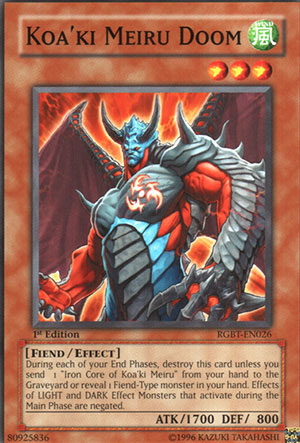 KOA'KI MEIRU DOOM
風
1st Edition
RGBT-EN026
[FIEND / EFFECT]
During each of your End Phases, destroy this card unless you
send 1 "Iron Core of Koa'ki Meiru" from your hand to
the Graveyard or reveal 1 Fiend-Type monster in your hand. Effects
of LIGHT and DARK Effect Monsters that activate during the
Main Phase are negated.
ATK/1700 DEF/ 800
80925836
©1996 KAZUKI TAKAHASHI